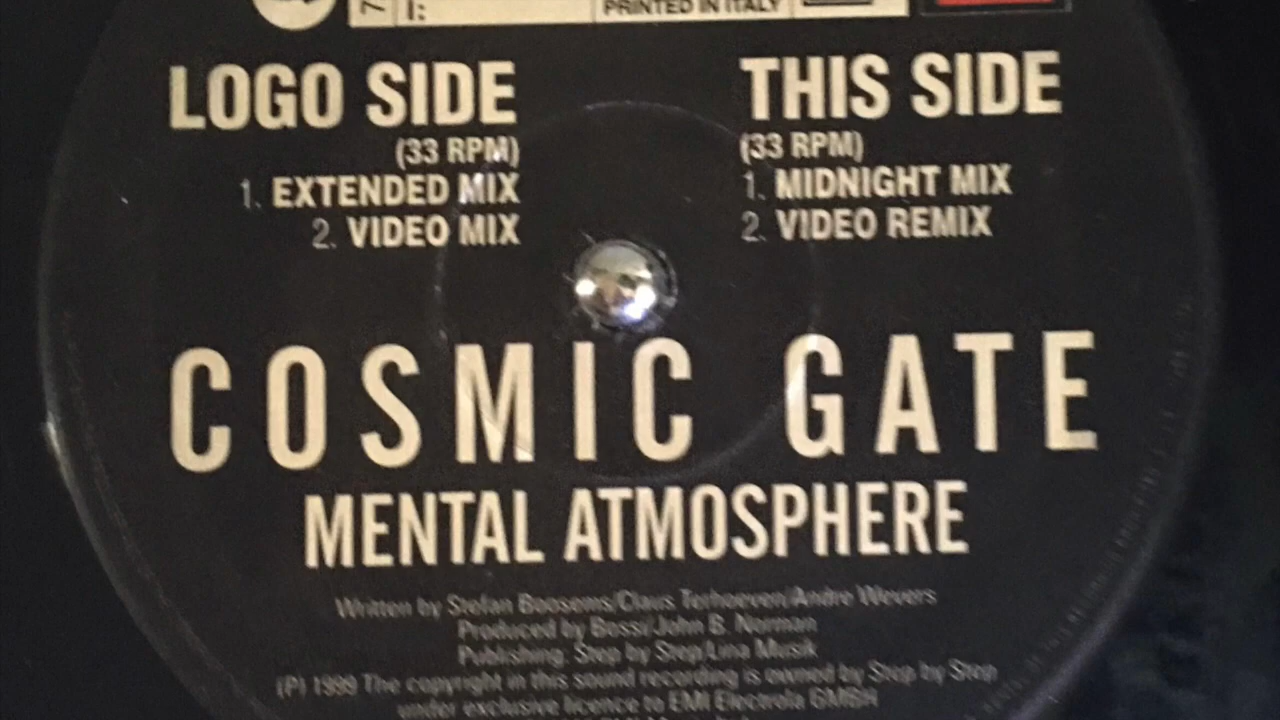 PRINTED IN ITALY
LOGO SIDE
(33 RPM)
1. EXTENDED MIX
2. VIDEO MIX
THIS SIDE
(33 RPM)
1. MIDNIGHT MIX
2. VIDEO REMIX
COSMIC GATE
MENTAL ATMOSPHERE
Written by Stefan Bossems/Claus Terhoeven/Andre Wevers
Produced by Bossi/John B. Norman
Publishing: Step by Step/Lina Musik
(P) 1999 The copyright in this sound recording is owned by Step by Step
under exclusive licence to EMI Electrola GMBH